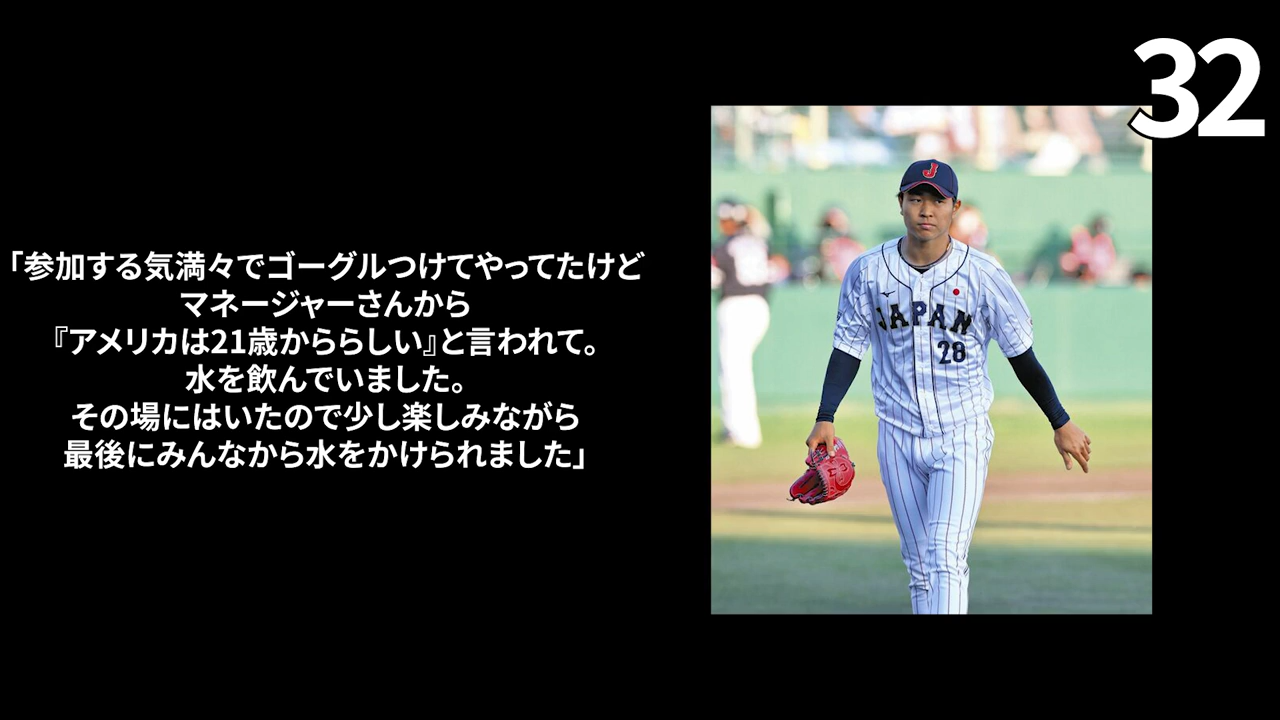 32
「参加する気満々でゴーグルつけてやってたけど
マネージャーさんから
『アメリカは21歳かららしい』と言われて。
水を飲んでいました。
その場にはいたので少し楽しみながら
最後にみんなから水をかけられました」
J
JAPAN
28